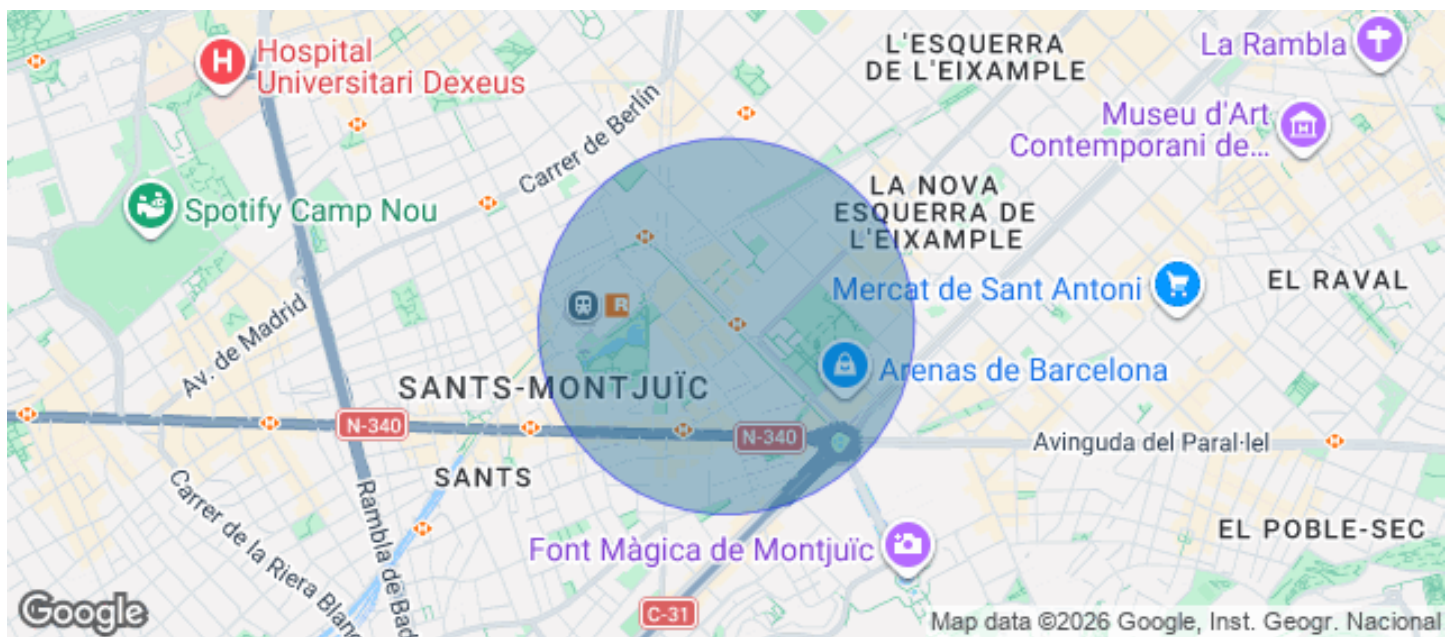 Hospital
Universitari Dexeus
L'ESQUERRA
DE L'EIXAMPLE
La Rambla
Museu d'Art
Contemporani de...
Carrer de Berlín
Spotify Camp Nou
LA NOVA
ESQUERRA DE
L'EIXAMPLE
Mercat de Sant Antoni
EL RAVAL
R
Av. de Madrid
Arenas de Barcelona
SANTS-MONTJUÏC
N-340
N-340
Avinguda del Paral·lel
SANTS
Carrer de la Riera Blanc
Rambla de Bad
EL POBLE-SEC
Font Màgica de Montjuïc
C-31
Google
Map data ©2026 Google, Inst. Geogr. Nacional